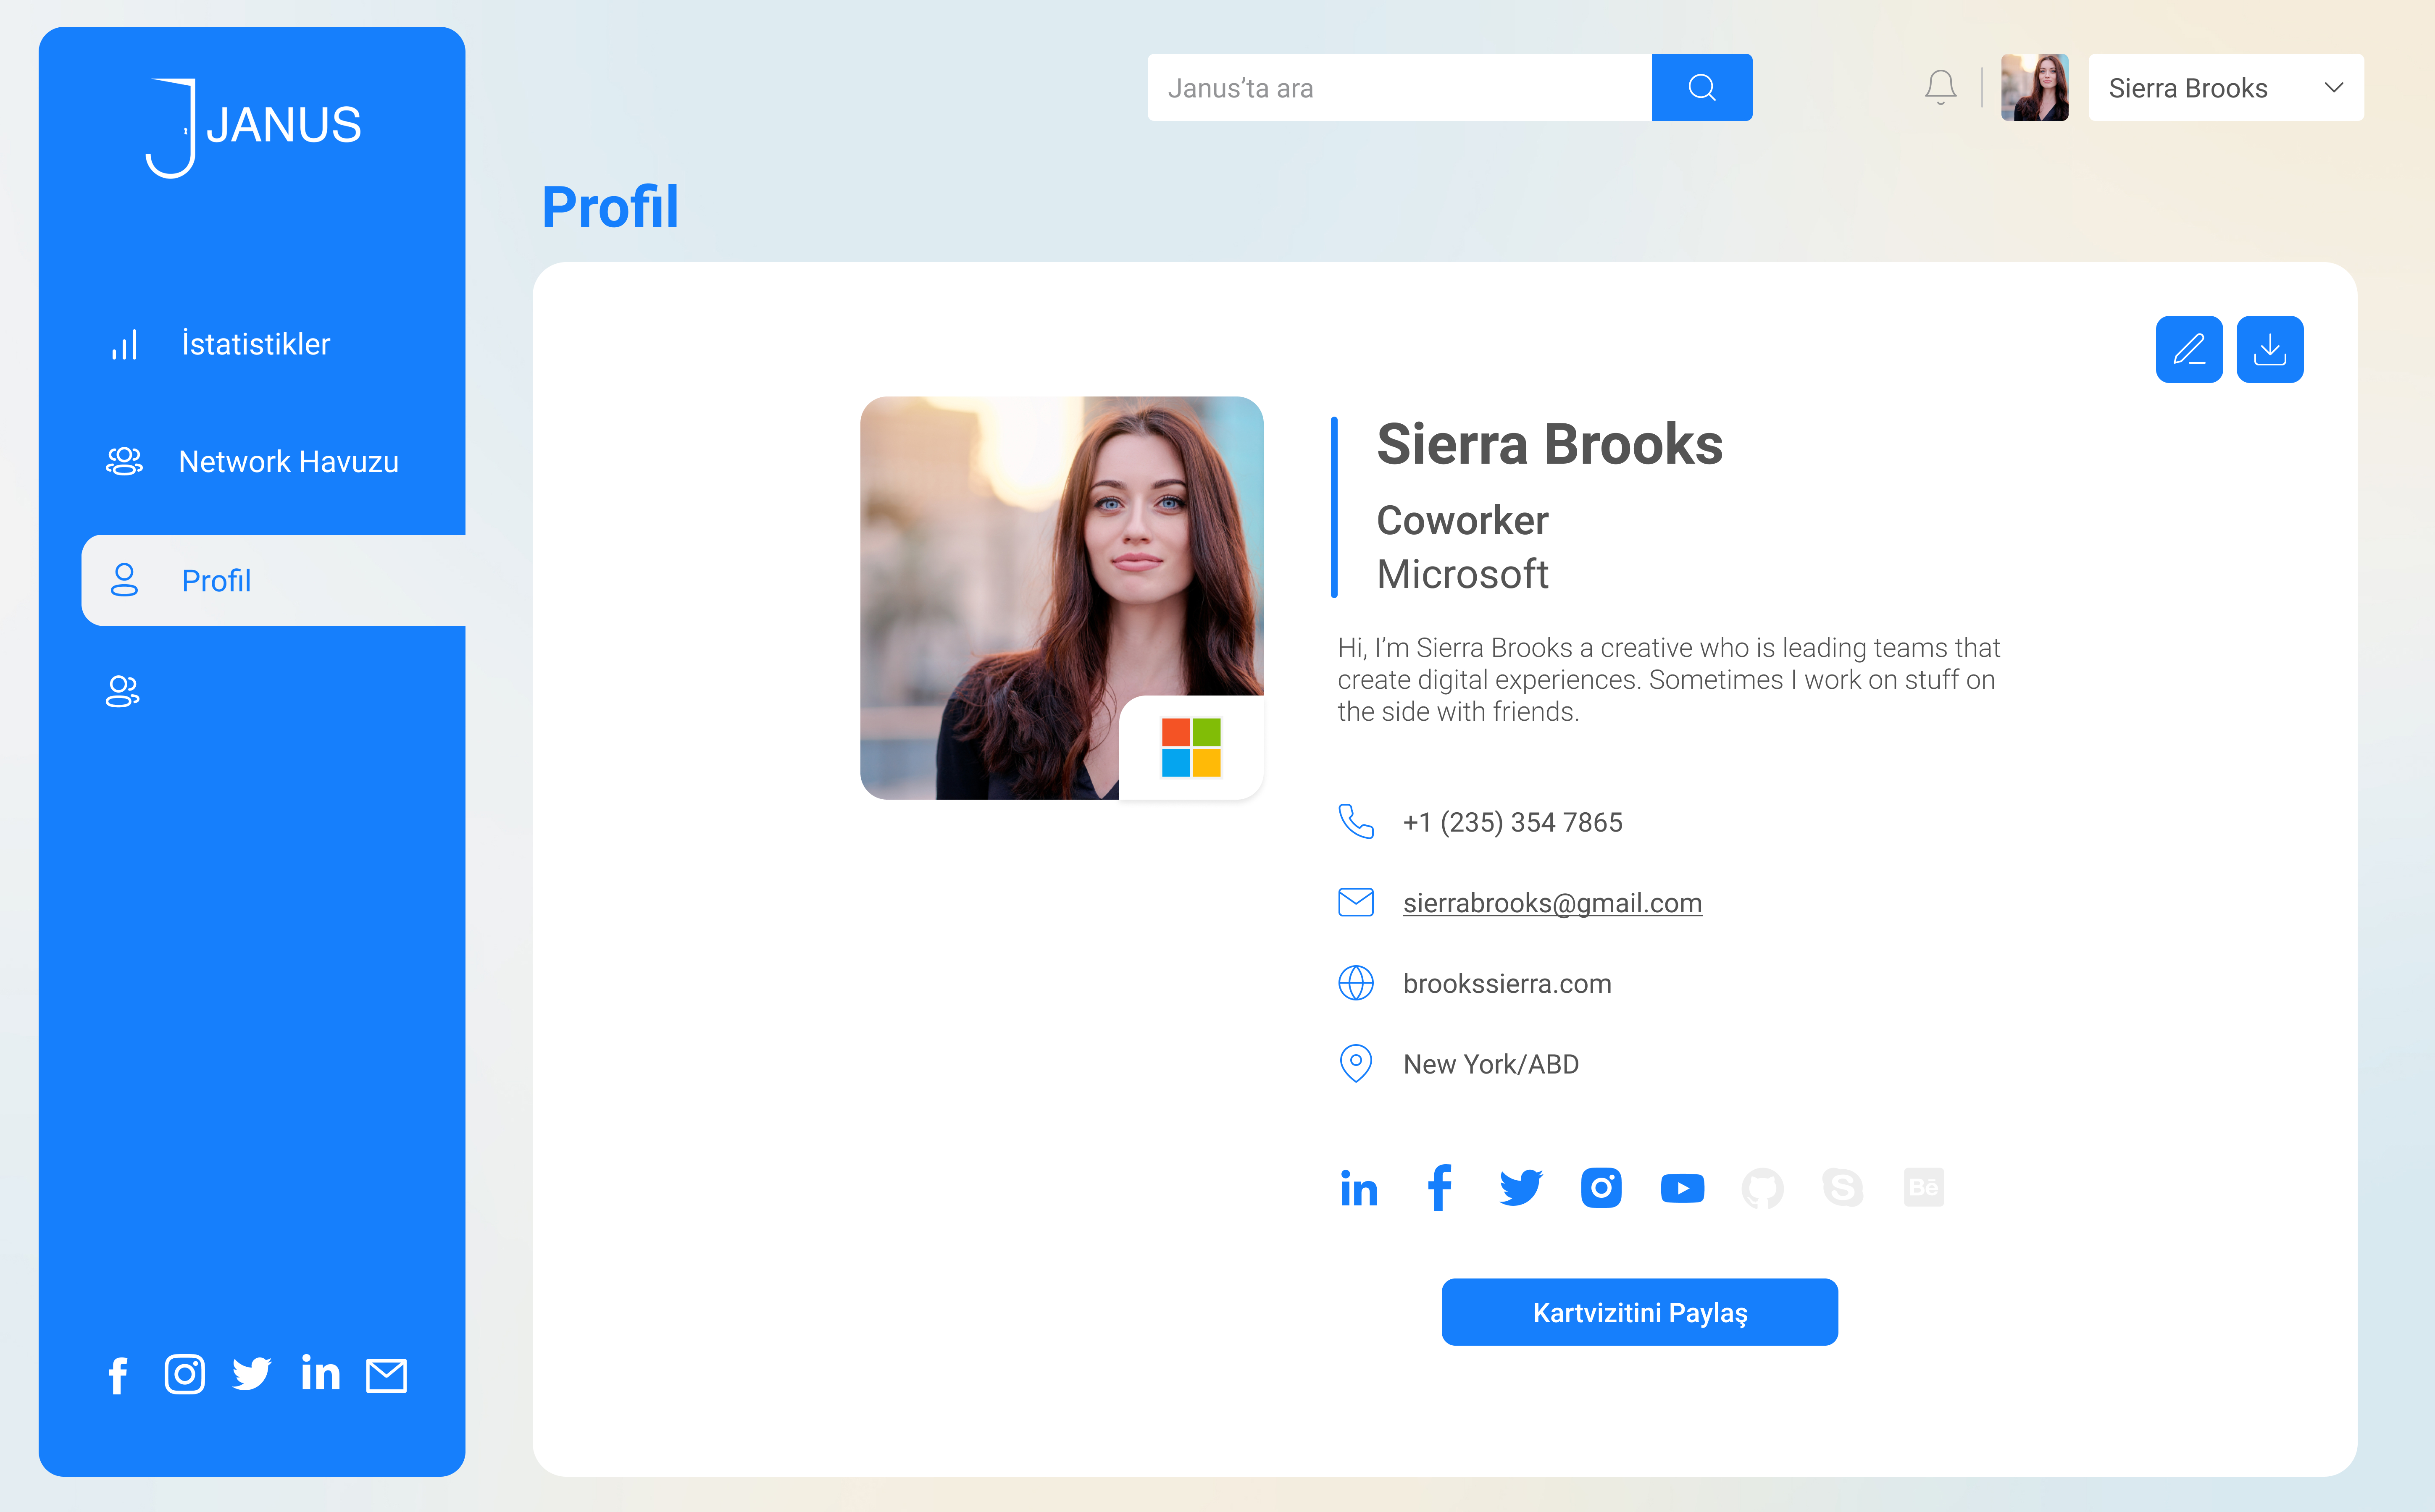 JANUS
Janus’ta ara
Sierra Brooks
Profil
İstatistikler
Network Havuzu
Profil
Sierra Brooks
Coworker
Microsoft
Hi, I’m Sierra Brooks a creative who is leading teams that
create digital experiences. Sometimes I work on stuff on
the side with friends.
+1 (235) 354 7865
sierrabrooks@gmail.com
brookssierra.com
New York/ABD
Kartvizitini Paylaş